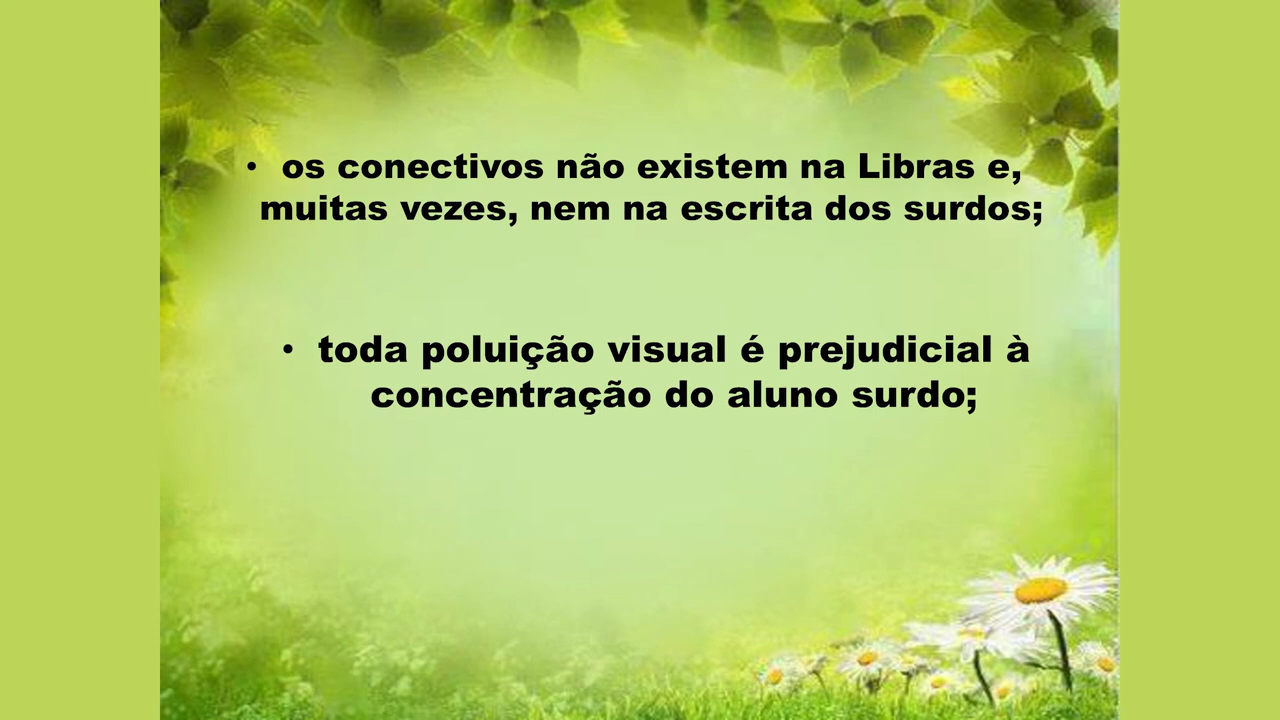 • os conectivos não existem na Libras e,
muitas vezes, nem na escrita dos surdos;
• toda poluição visual é prejudicial à
concentração do aluno surdo;